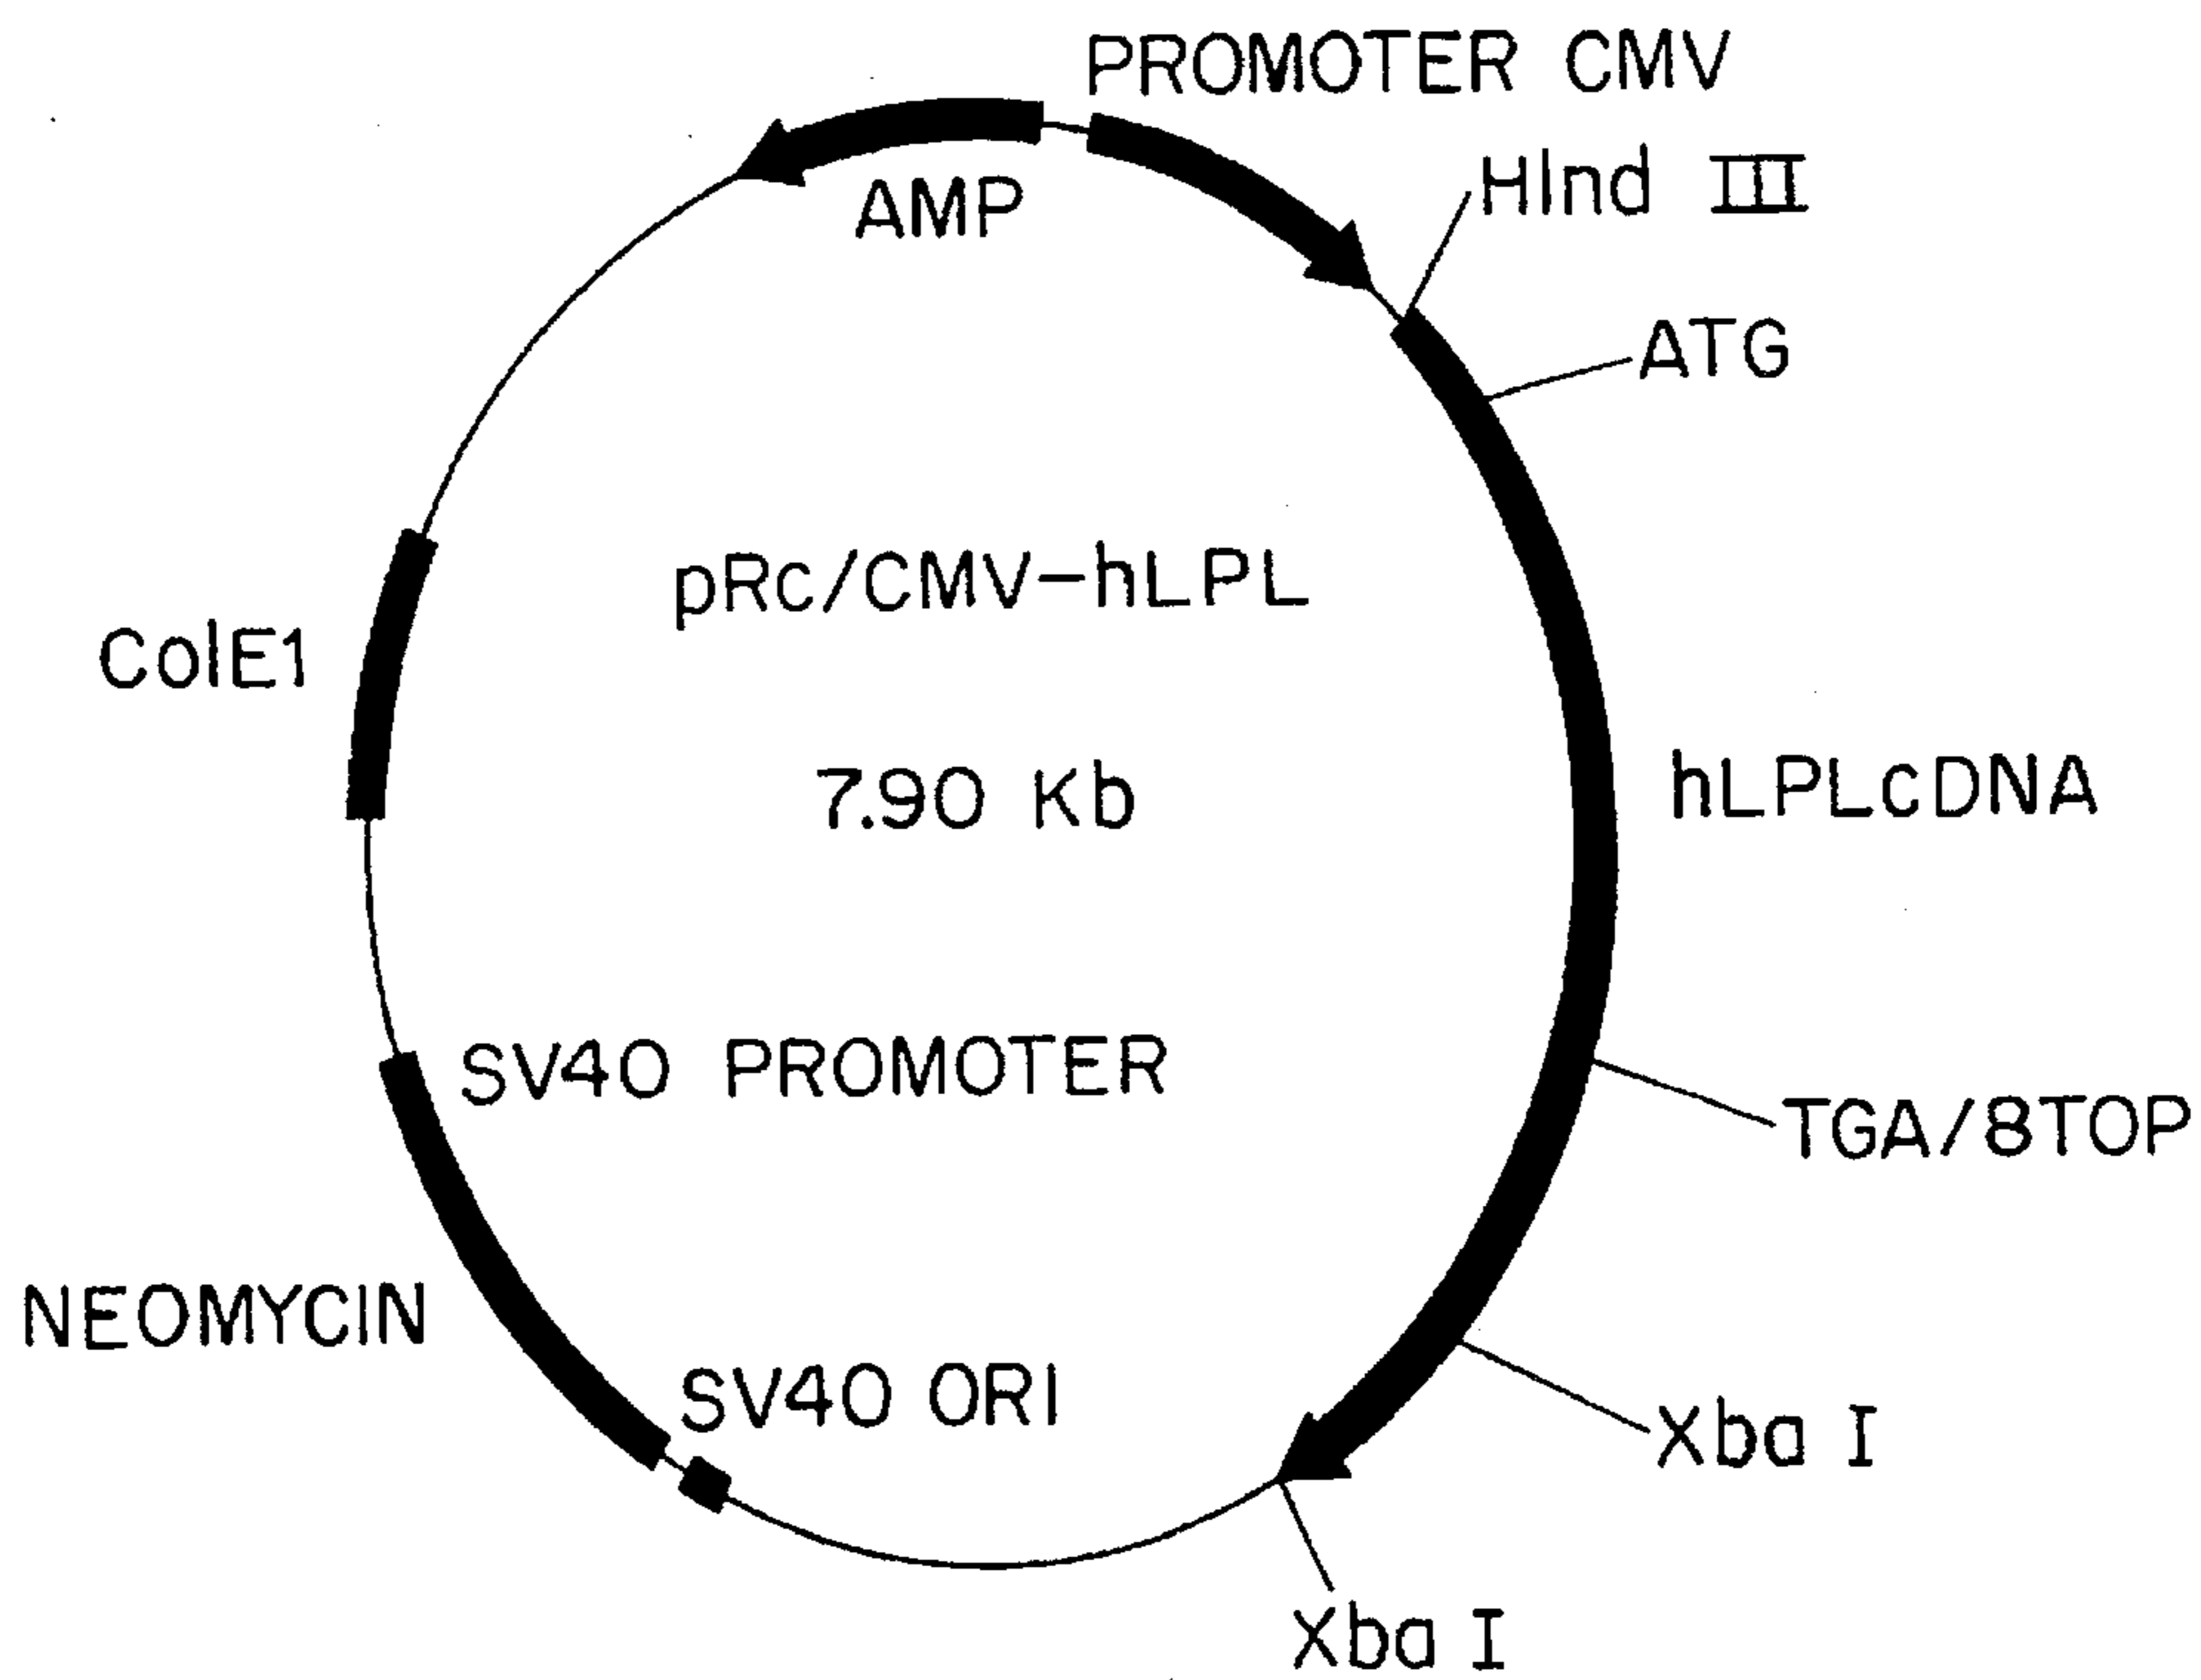 PROMOTER CMV
HInd III
AMP
ATG
pRc/CMV-hLPL
ColE1
7.90 Kb
hLPLcDNA
SV40 PROMOTER
TGA/8TOP
NEOMYCIN
SV40 ORI
Xba I
Xba I